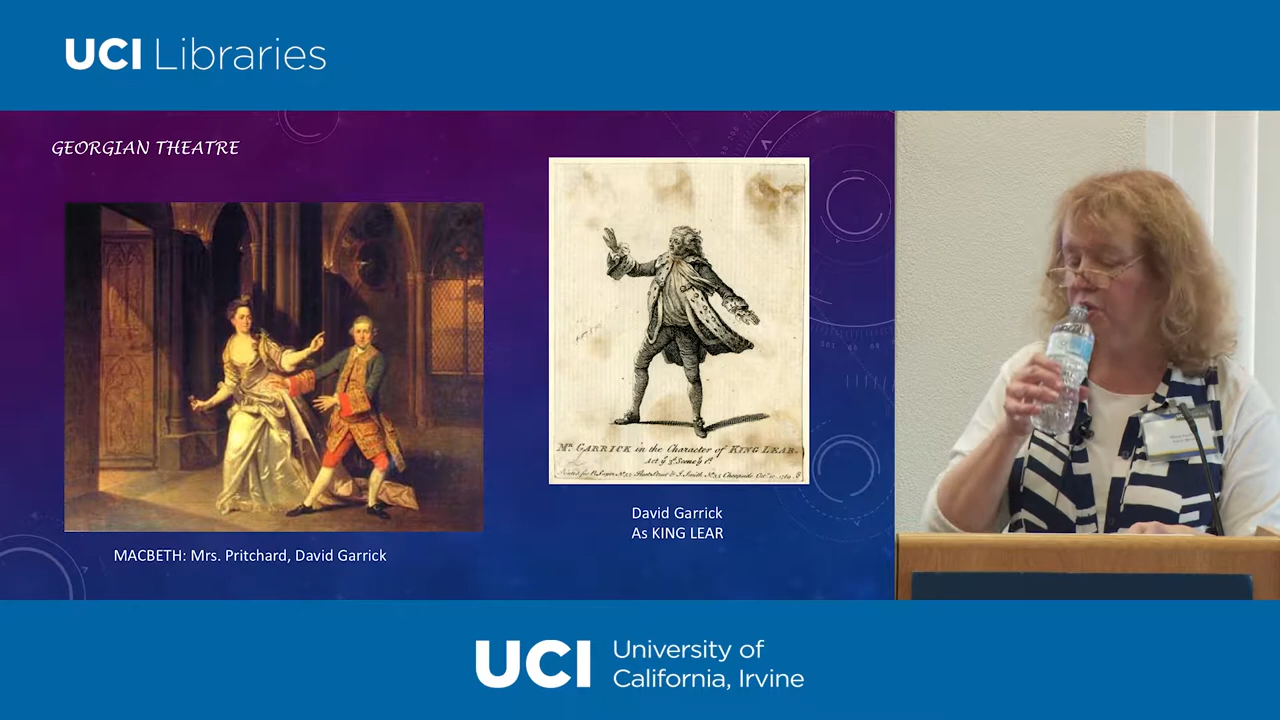 UCI Libraries
GEORGIAN THEATRE
Mr. GARRICK in the Character of KING LEAR.
MACBETH: Mrs. Pritchard, David Garrick
David Garrick
As KING LEAR
UCI
University of
California, Irvine